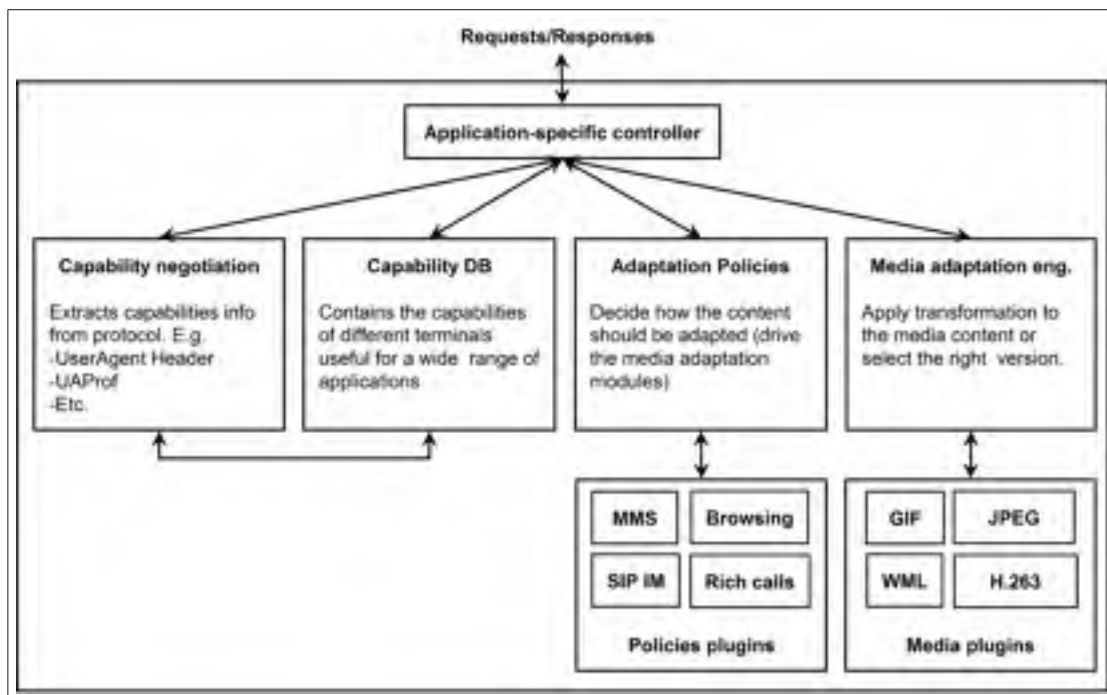 Requests/Responses
Application-specific controller
Capability negotiation
Extracts capabilities info
from protocol. E.g.
-UserAgent Header
-UAProf
-Etc.
Capability DB
Contains the capabilities
of different terminals
useful for a wide range of
applications
Adaptation Policies
Decide how the content
should be adapted (drive
the media adaptation
modules)
Media adaptation eng.
Apply transformation to
the media content or
select the right version.
MMS
Browsing
SIP IM
Rich calls
Policies plugins
GIF
JPEG
WML
H.263
Media plugins